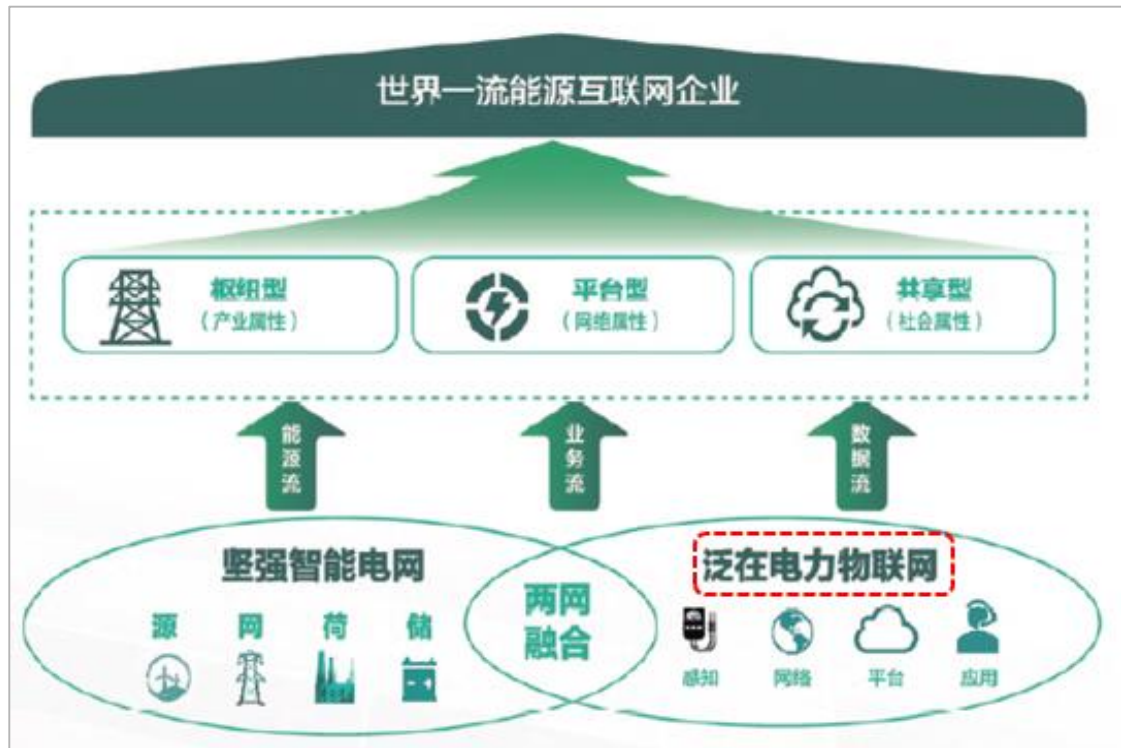 世界一流能源互联网企业
枢纽型
（产业属性）
平台型
（网络属性）
共享型
（社会属性）
能源流
业务流
数据流
坚强智能电网
源 网 荷 储
两网
融合
泛在电力物联网
感知 网络 平台 应用